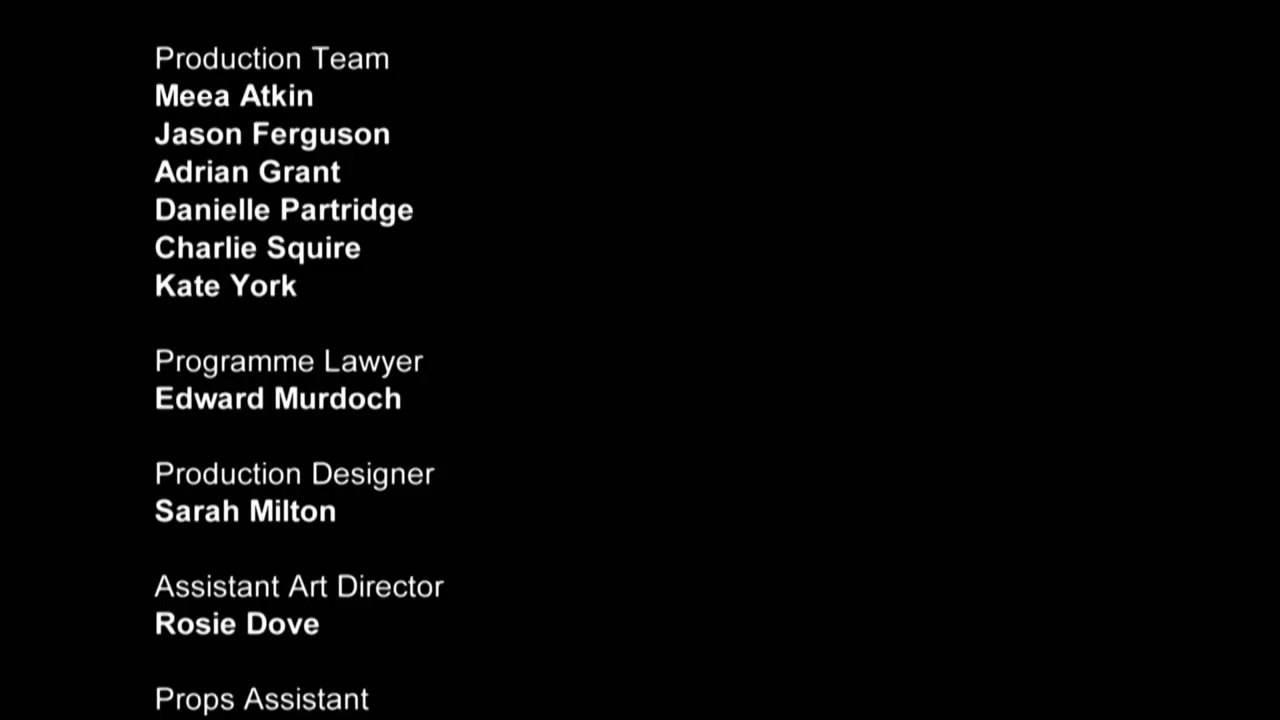 Production Team
Meea Atkin
Jason Ferguson
Adrian Grant
Danielle Partridge
Charlie Squire
Kate York
Programme Lawyer
Edward Murdoch
Production Designer
Sarah Milton
Assistant Art Director
Rosie Dove
Props Assistant